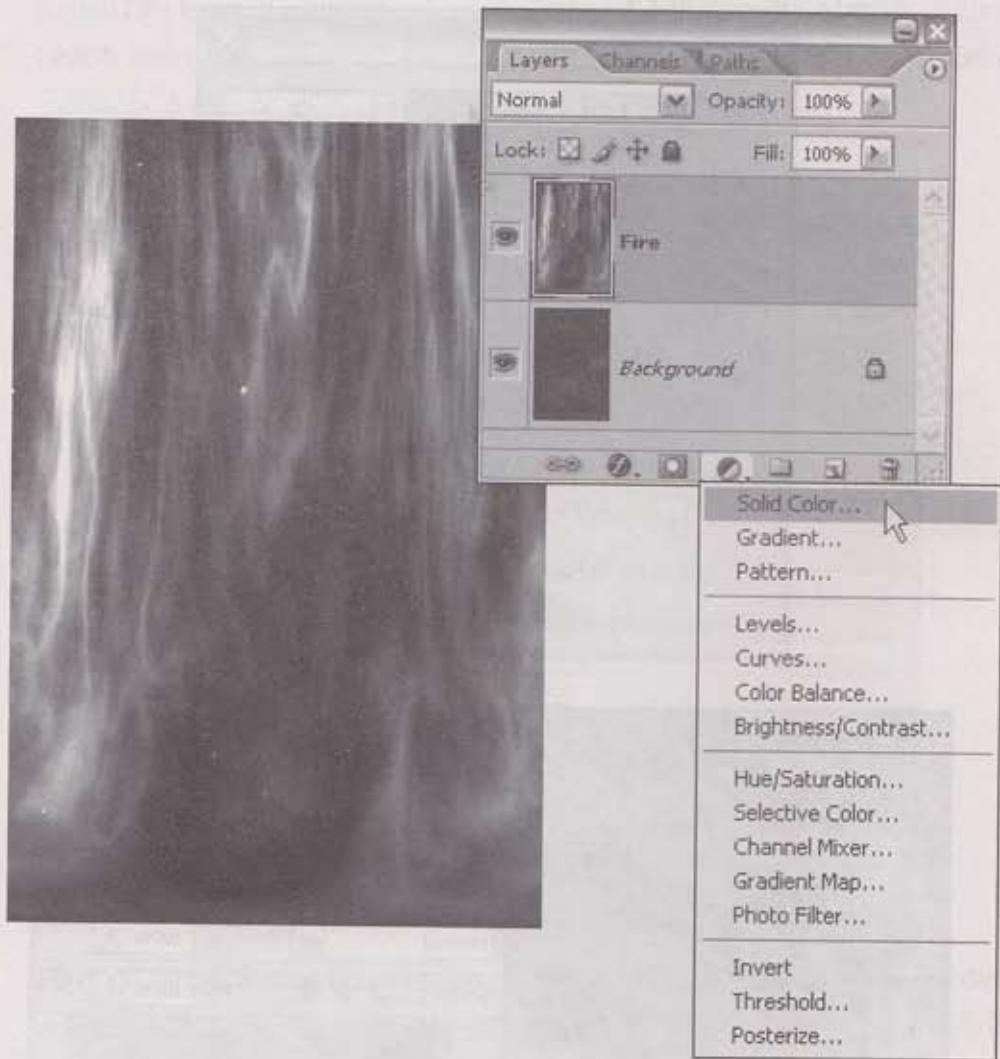 Layers Channels Paths
Normal Opacity: 100%
Lock: Fill: 100%
Fire
Background
Solid Color...
Gradient...
Pattern...
Levels...
Curves...
Color Balance...
Brightness/Contrast...
Hue/Saturation...
Selective Color...
Channel Mixer...
Gradient Map...
Photo Filter...
Invert
Threshold...
Posterize...